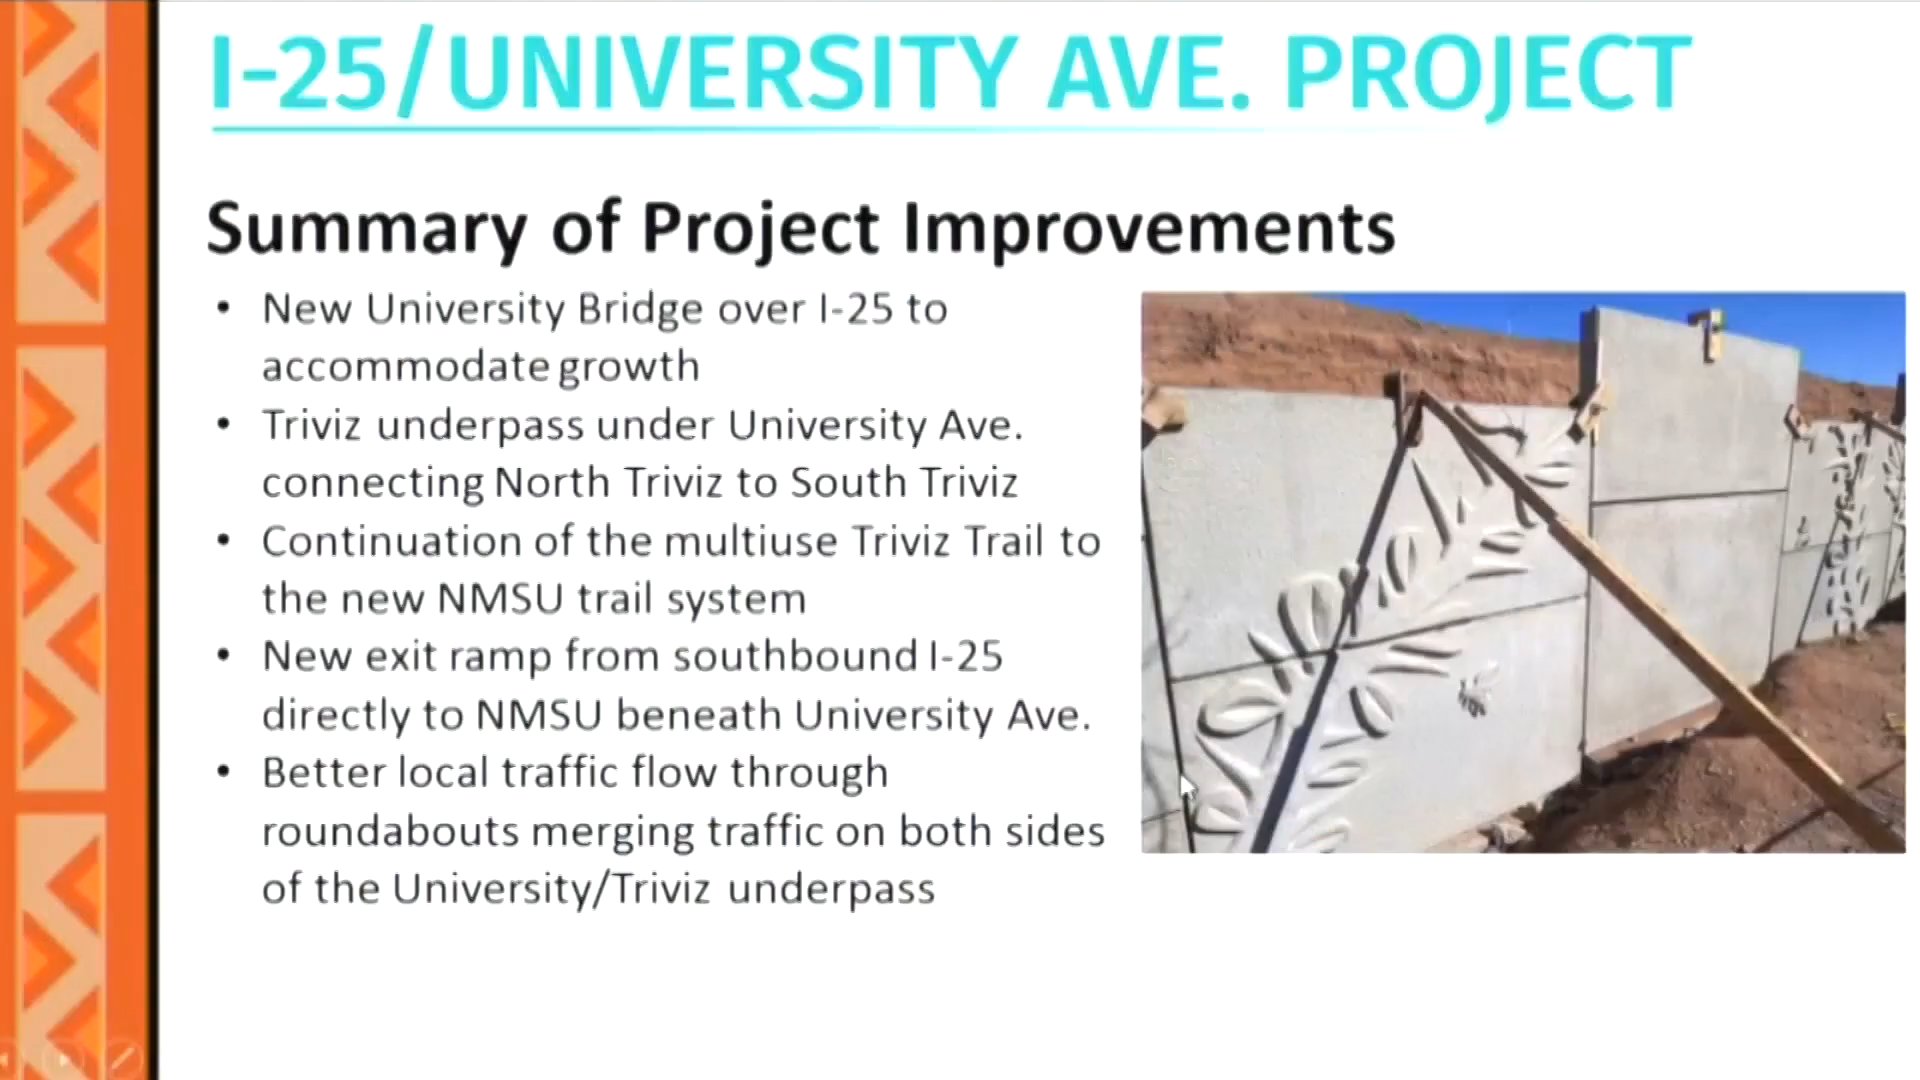 I-25/UNIVERSITY AVE. PROJECT
Summary of Project Improvements
• New University Bridge over I-25 to
accommodate growth
• Triviz underpass under University Ave.
connecting North Triviz to South Triviz
• Continuation of the multiuse Triviz Trail to
the new NMSU trail system
• New exit ramp from southbound I-25
directly to NMSU beneath University Ave.
• Better local traffic flow through
roundabouts merging traffic on both sides
of the University/Triviz underpass